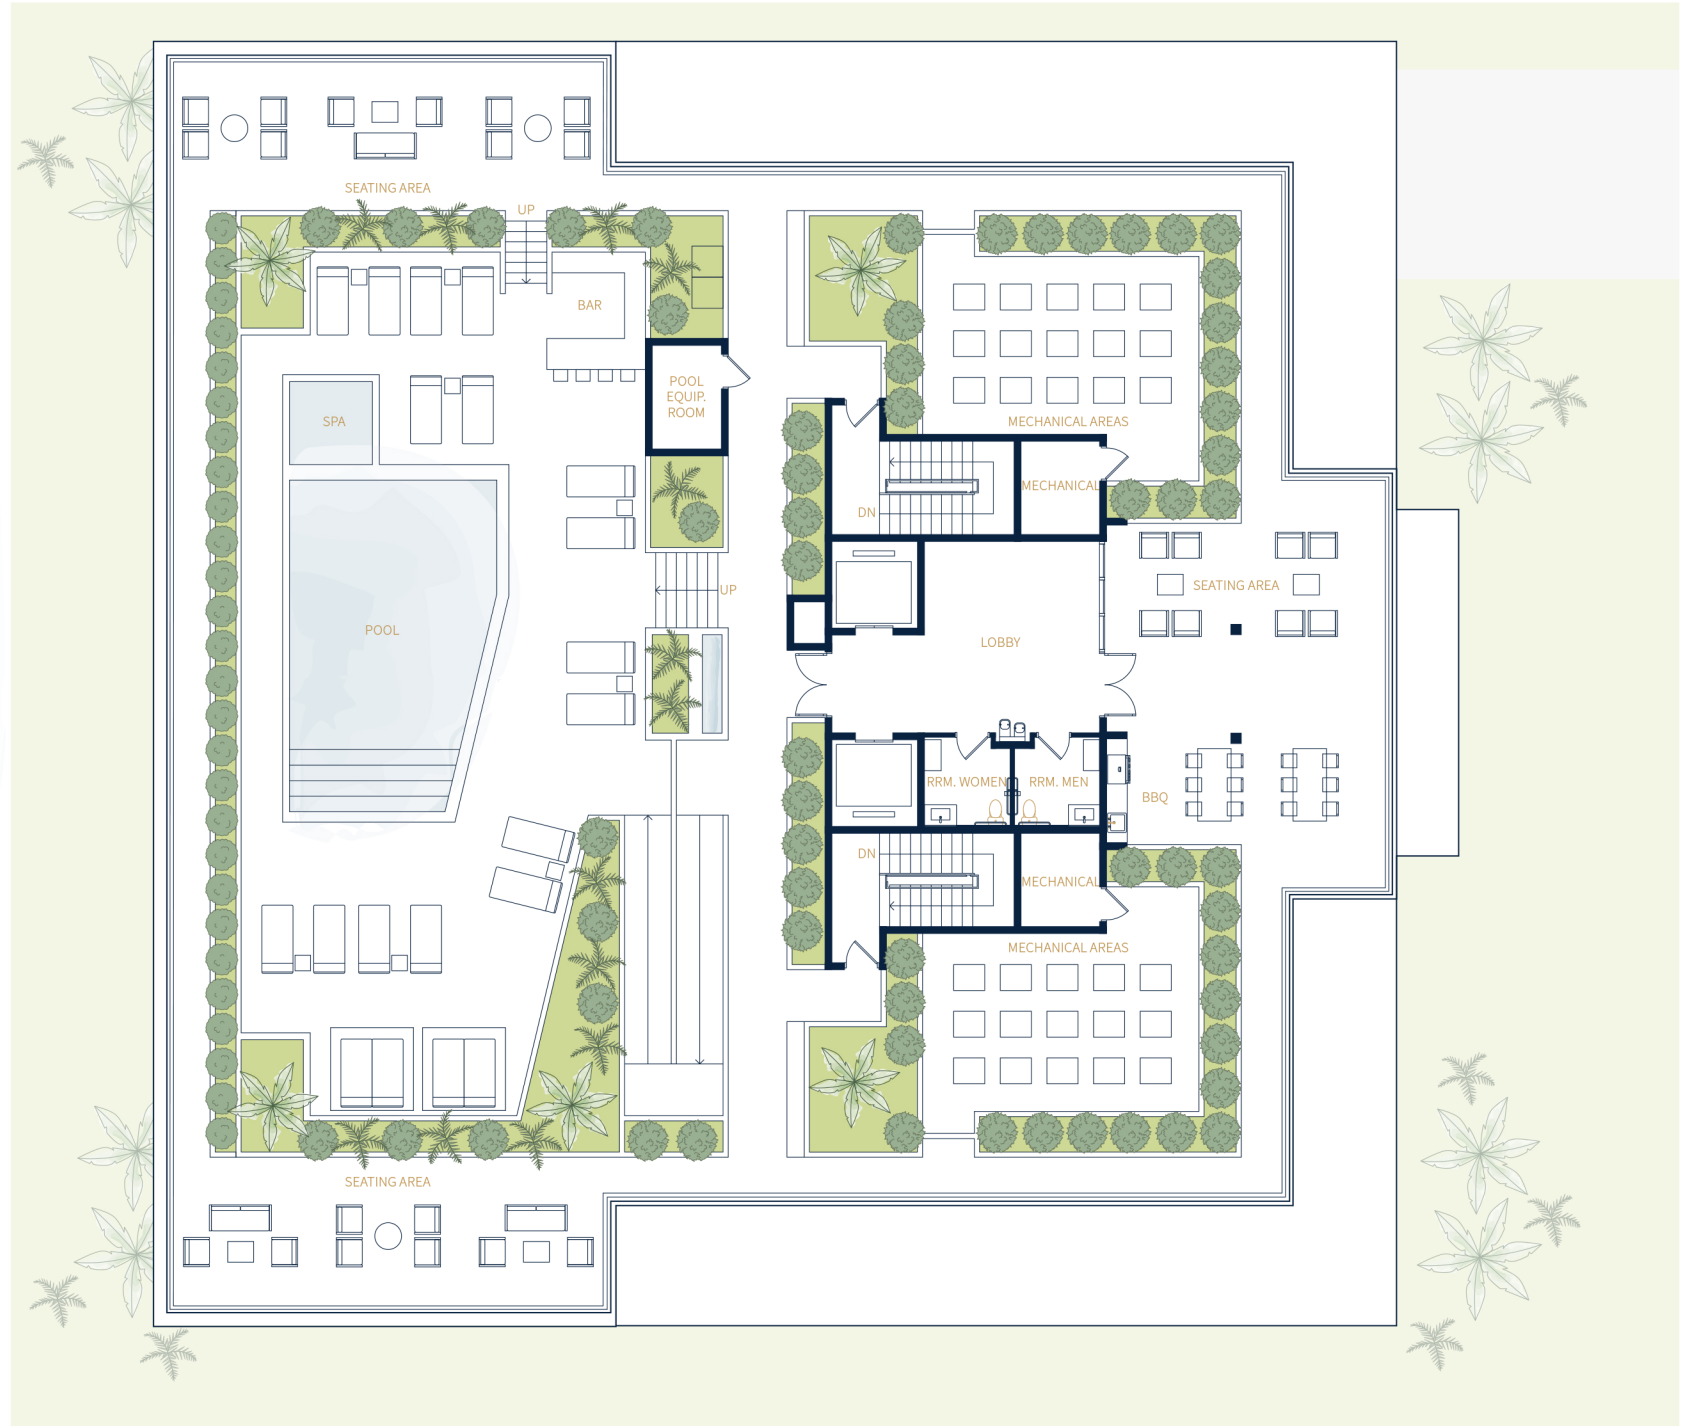 SEATING AREA
UP
BAR
POOL
EQUIP.
ROOM
SPA
MECHANICAL AREAS
MECHANICAL
DN
UP
SEATING AREA
POOL
LOBBY
RRM. WOMEN
RRM. MEN
BBQ
DN
MECHANICAL
MECHANICAL AREAS
SEATING AREA